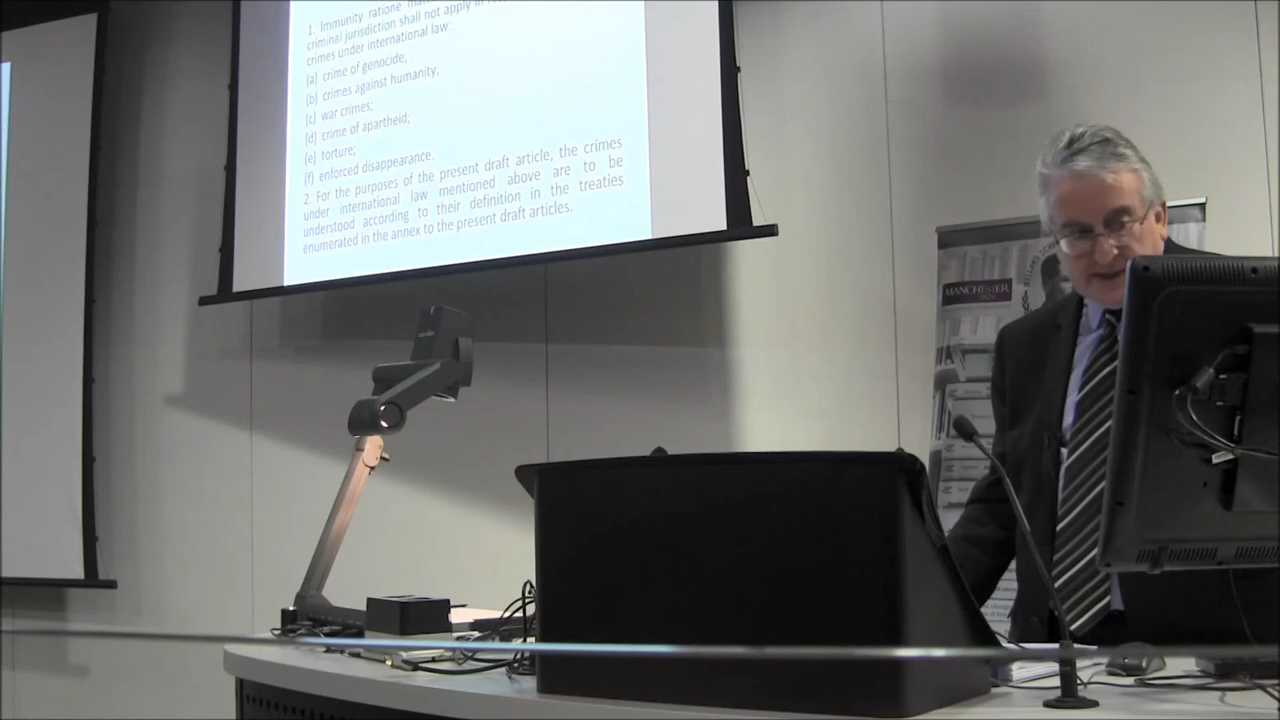 1. Immunity ratione
criminal jurisdiction shall not apply in
crimes under international law:
(a) crime of genocide;
(b) crimes against humanity;
(c) war crimes;
(d) crime of apartheid;
(e) torture;
(f) enforced disappearance.
2. For the purposes of the present draft article, the crimes
under international law mentioned above are to be
understood according to their definition in the treaties
enumerated in the annex to the present draft articles.
MANCHESTER
1824